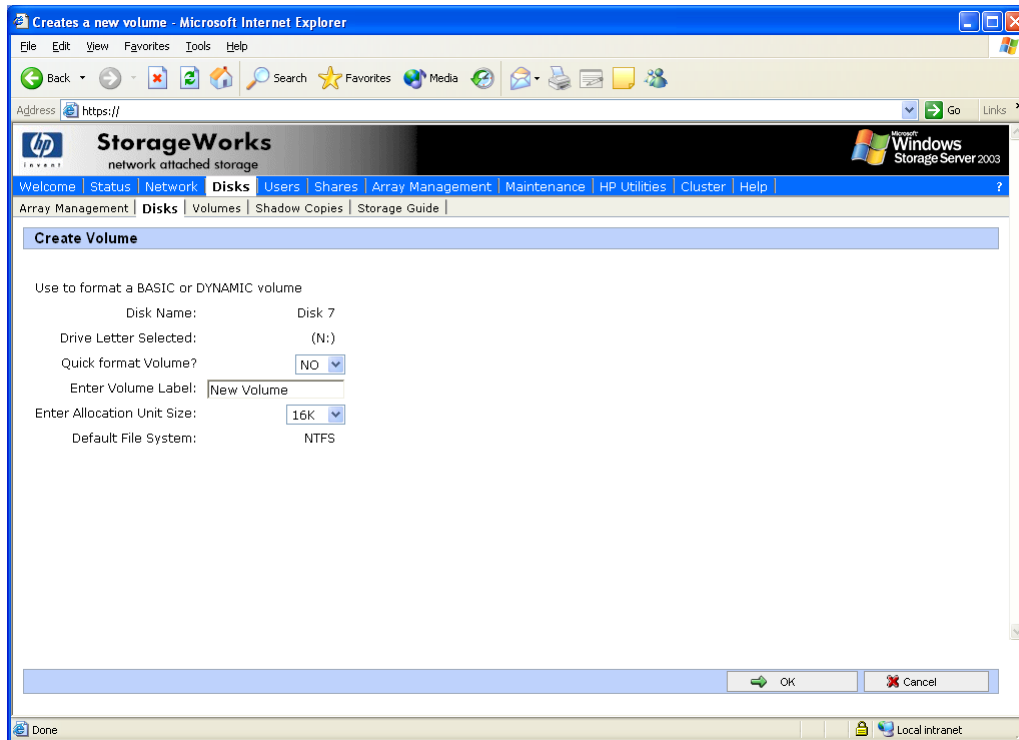 Creates a new volume - Microsoft Internet Explorer
File Edit View Favorites Tools Help
Back Search Favorites Media
Address https:// Go Links
hp invent
StorageWorks
network attached storage
Microsoft Windows Storage Server 2003
Welcome | Status | Network | Disks | Users | Shares | Array Management | Maintenance | HP Utilities | Cluster | Help | ?
Array Management | Disks | Volumes | Shadow Copies | Storage Guide |
Create Volume
Use to format a BASIC or DYNAMIC volume
Disk Name: Disk 7
Drive Letter Selected: (N:)
Quick format Volume? NO
Enter Volume Label: New Volume
Enter Allocation Unit Size: 16K
Default File System: NTFS
OK Cancel
Done Local intranet